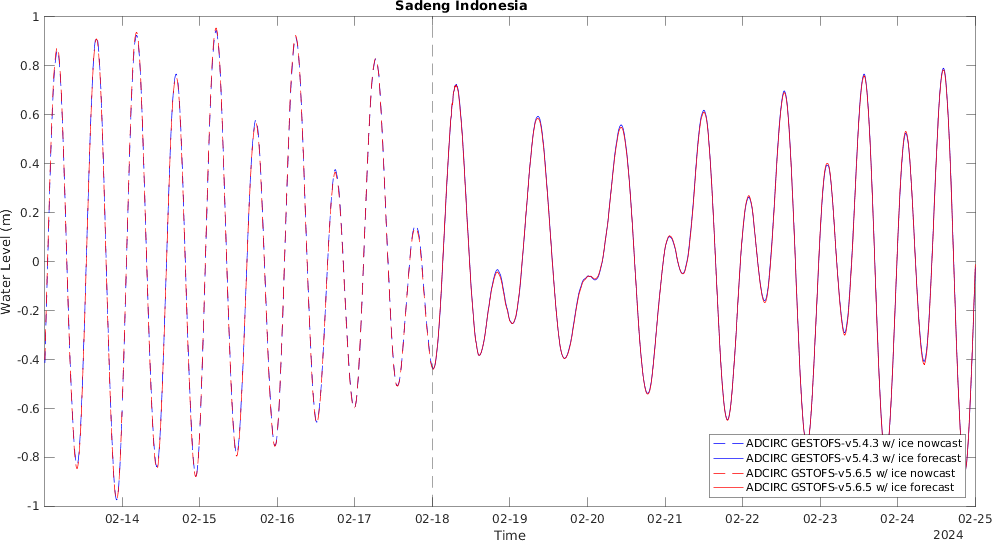 Sadeng Indonesia
Water Level (m)
1
0.8
0.6
0.4
0.2
0
-0.2
-0.4
-0.6
-0.8
-1
02-14 02-15 02-16 02-17 02-18 02-19 02-20 02-21 02-22 02-23 02-24 02-25
Time
2024
ADCIRC GESTOFS-v5.4.3 w/ ice nowcast
ADCIRC GESTOFS-v5.4.3 w/ ice forecast
ADCIRC GSTOFS-v5.6.5 w/ ice nowcast
ADCIRC GSTOFS-v5.6.5 w/ ice forecast